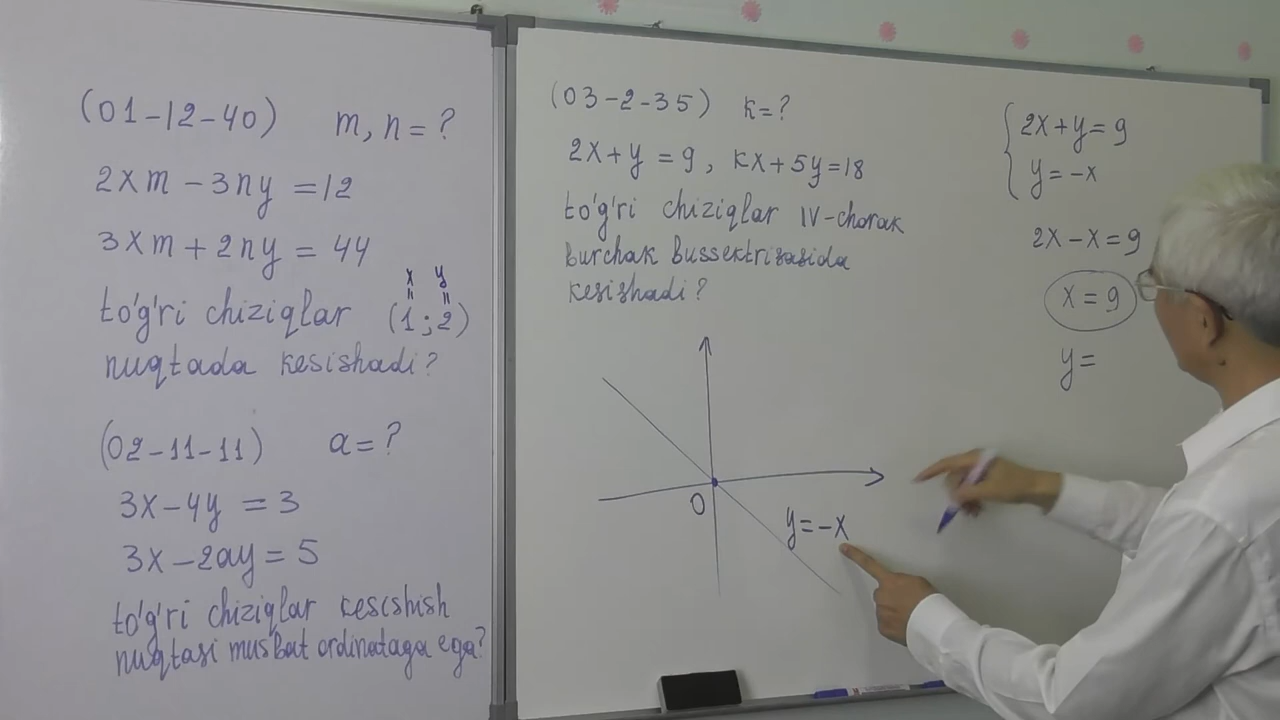 (01-12-40) m, n = ?
2xm - 3ny = 12
3xm + 2ny = 44
x y
to'g'ri chiziqlar (1 ; 2)
nuqtada kesishadi?
(02-11-11) a = ?
3x - 4y = 3
3x - 2ay = 5
to'g'ri chiziqlar kesishish
nuqtasi musbat ordinataga ega?
(03-2-35) k = ?
2x + y = 9, kx + 5y = 18
to'g'ri chiziqlar IV-chorak
burchak bussektrisasida
kesishadi?
0
y = -x
2x + y = 9
y = -x
2x - x = 9
x = 9
y =